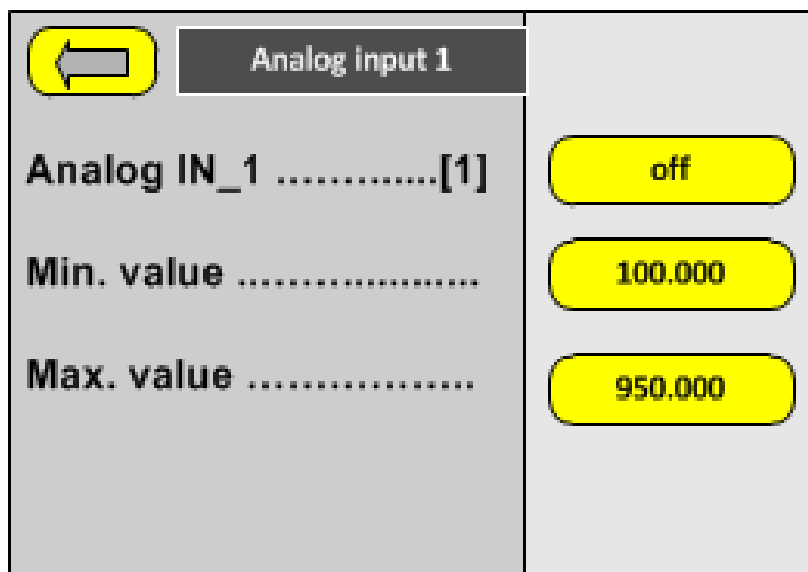 Analog input 1
Analog IN_1 ................[1] off
Min. value ........................ 100.000
Max. value ................. 950.000